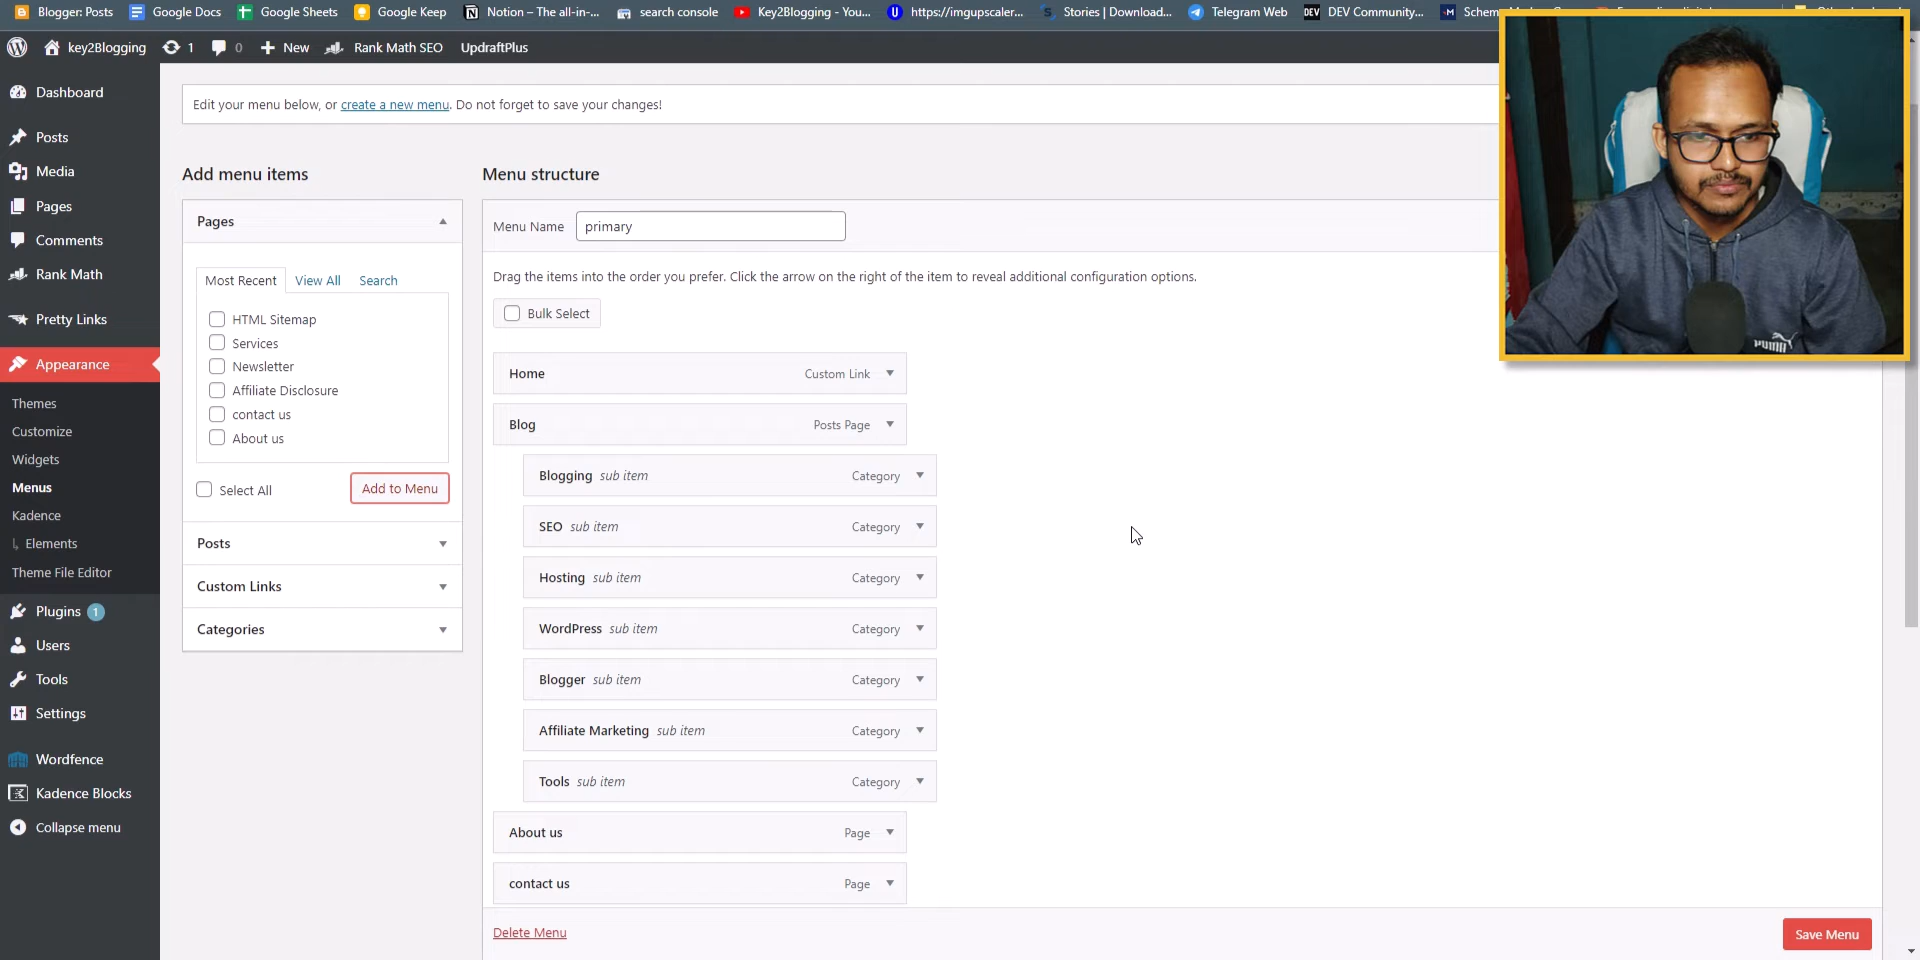 Blogger: Posts Google Docs Google Sheets Google Keep Notion – The all-in-... search console Key2Blogging - You... https://imgupscaler... Stories | Download... Telegram Web DEV Community...
key2Blogging 1 0 New Rank Math SEO UpdraftPlus
Dashboard
Posts
Media
Pages
Comments
Rank Math
Pretty Links
Appearance
Themes
Customize
Widgets
Menus
Kadence
Elements
Theme File Editor
Plugins 1
Users
Tools
Settings
Wordfence
Kadence Blocks
Collapse menu
Edit your menu below, or create a new menu. Do not forget to save your changes!
Add menu items
Pages
Most Recent View All Search
HTML Sitemap
Services
Newsletter
Affiliate Disclosure
contact us
About us
Select All Add to Menu
Posts
Custom Links
Categories
Menu structure
Menu Name primary
Drag the items into the order you prefer. Click the arrow on the right of the item to reveal additional configuration options.
Bulk Select
Home Custom Link
Blog Posts Page
Blogging sub item Category
SEO sub item Category
Hosting sub item Category
WordPress sub item Category
Blogger sub item Category
Affiliate Marketing sub item Category
Tools sub item Category
About us Page
contact us Page
Delete Menu Save Menu
PUMA